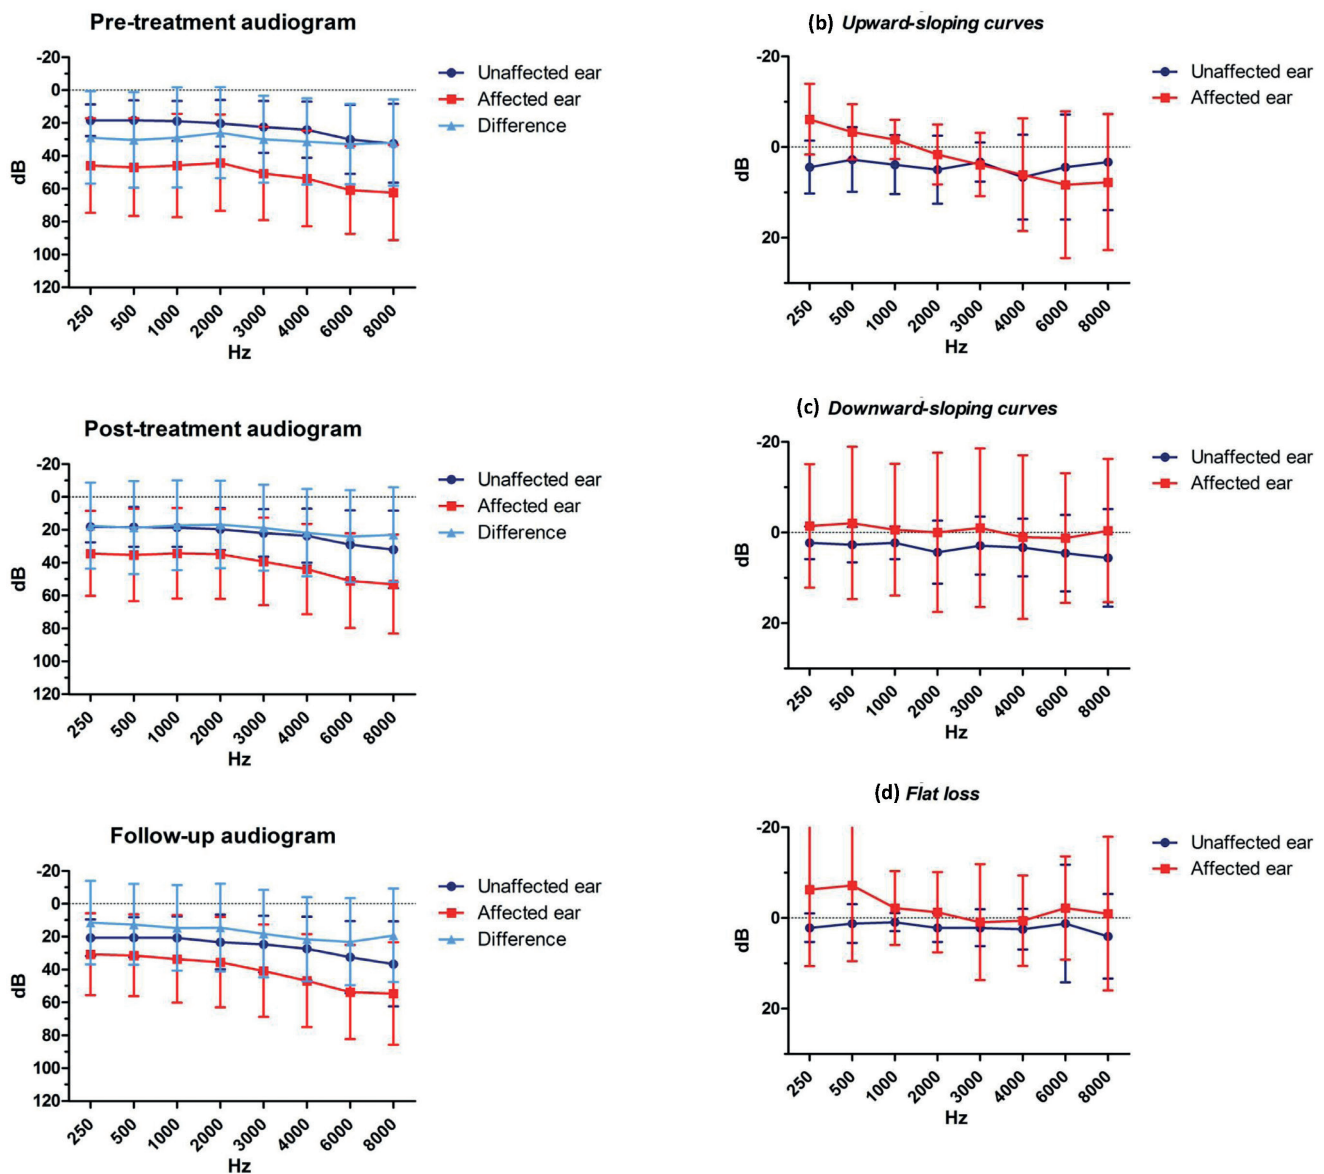 Pre-treatment audiogram
-20
0
20
40
60
80
100
120
dB
250
500
1000
2000
3000
4000
6000
8000
Hz
Unaffected ear
Affected ear
Difference
(b) Upward-sloping curves
-20
0
20
dB
250
500
1000
2000
3000
4000
6000
8000
Hz
Unaffected ear
Affected ear
Post-treatment audiogram
-20
0
20
40
60
80
100
120
dB
250
500
1000
2000
3000
4000
6000
8000
Hz
Unaffected ear
Affected ear
Difference
(c) Downward-sloping curves
-20
0
20
dB
250
500
1000
2000
3000
4000
6000
8000
Hz
Unaffected ear
Affected ear
Follow-up audiogram
-20
0
20
40
60
80
100
120
dB
250
500
1000
2000
3000
4000
6000
8000
Hz
Unaffected ear
Affected ear
Difference
(d) Flat loss
-20
0
20
dB
250
500
1000
2000
3000
4000
6000
8000
Hz
Unaffected ear
Affected ear